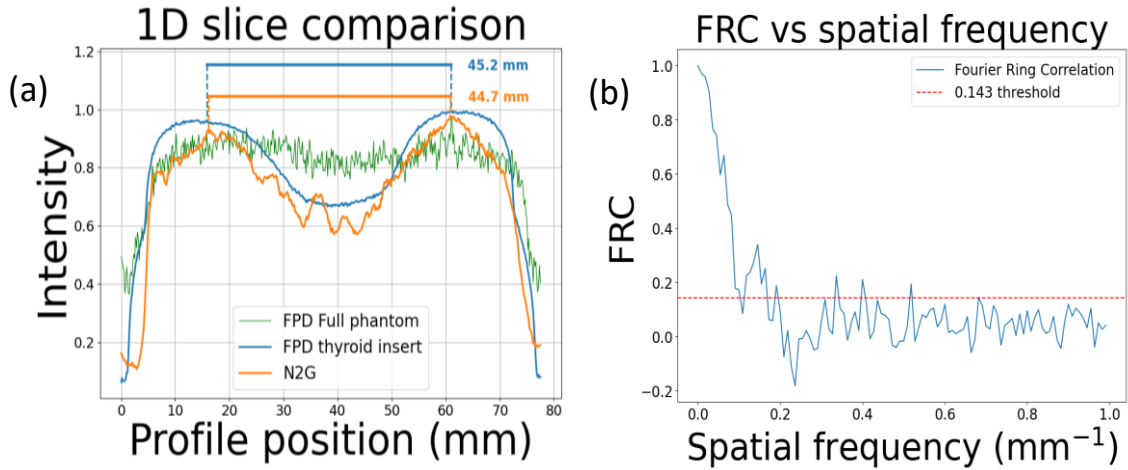 1D slice comparison
(a)
1.2
1.0
0.8
0.6
0.4
0.2
Intensity
45.2 mm
44.7 mm
FPD Full phantom
FPD thyroid insert
N2G
0 10 20 30 40 50 60 70 80
Profile position (mm)
FRC vs spatial frequency
(b)
1.0
0.8
0.6
0.4
0.2
0.0
−0.2
FRC
Fourier Ring Correlation
0.143 threshold
0.0 0.2 0.4 0.6 0.8 1.0
Spatial frequency (mm⁻¹)